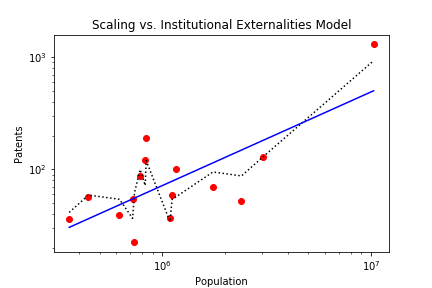 Scaling vs. Institutional Externalities Model
Patents
10³
10²
10⁶
10⁷
Population